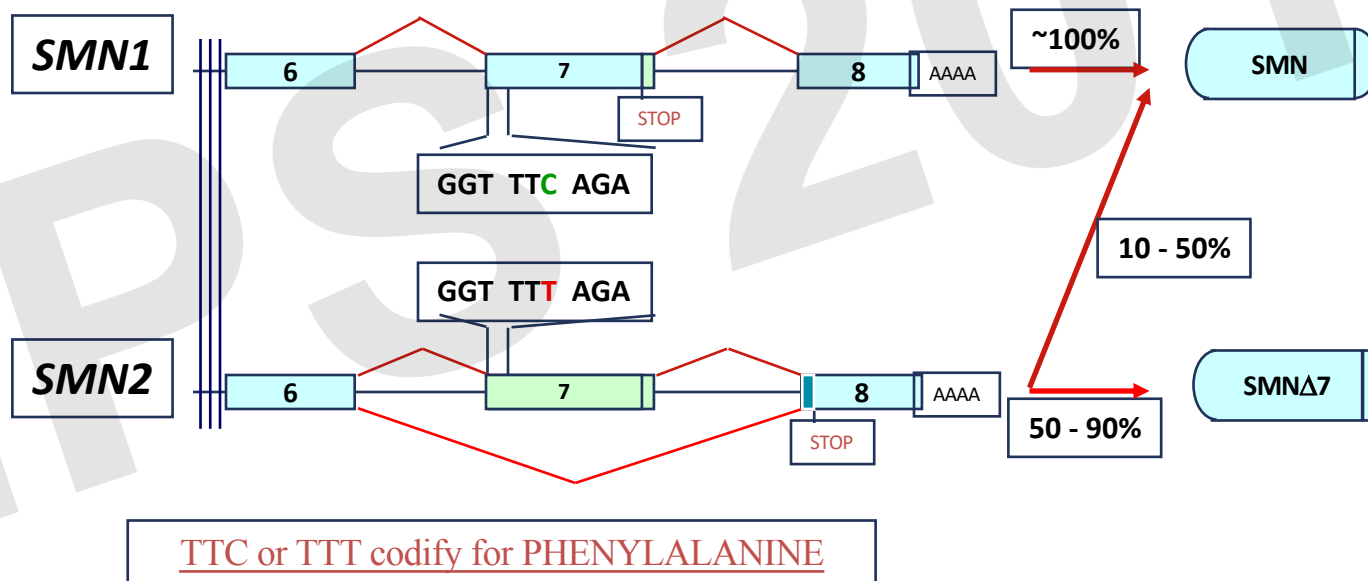 SMN1
6
7
8
AAAA
~100%
SMN
STOP
GGT TTC AGA
10 - 50%
GGT TTT AGA
SMN2
6
7
8
AAAA
SMNΔ7
STOP
50 - 90%
TTC or TTT codify for PHENYLALANINE